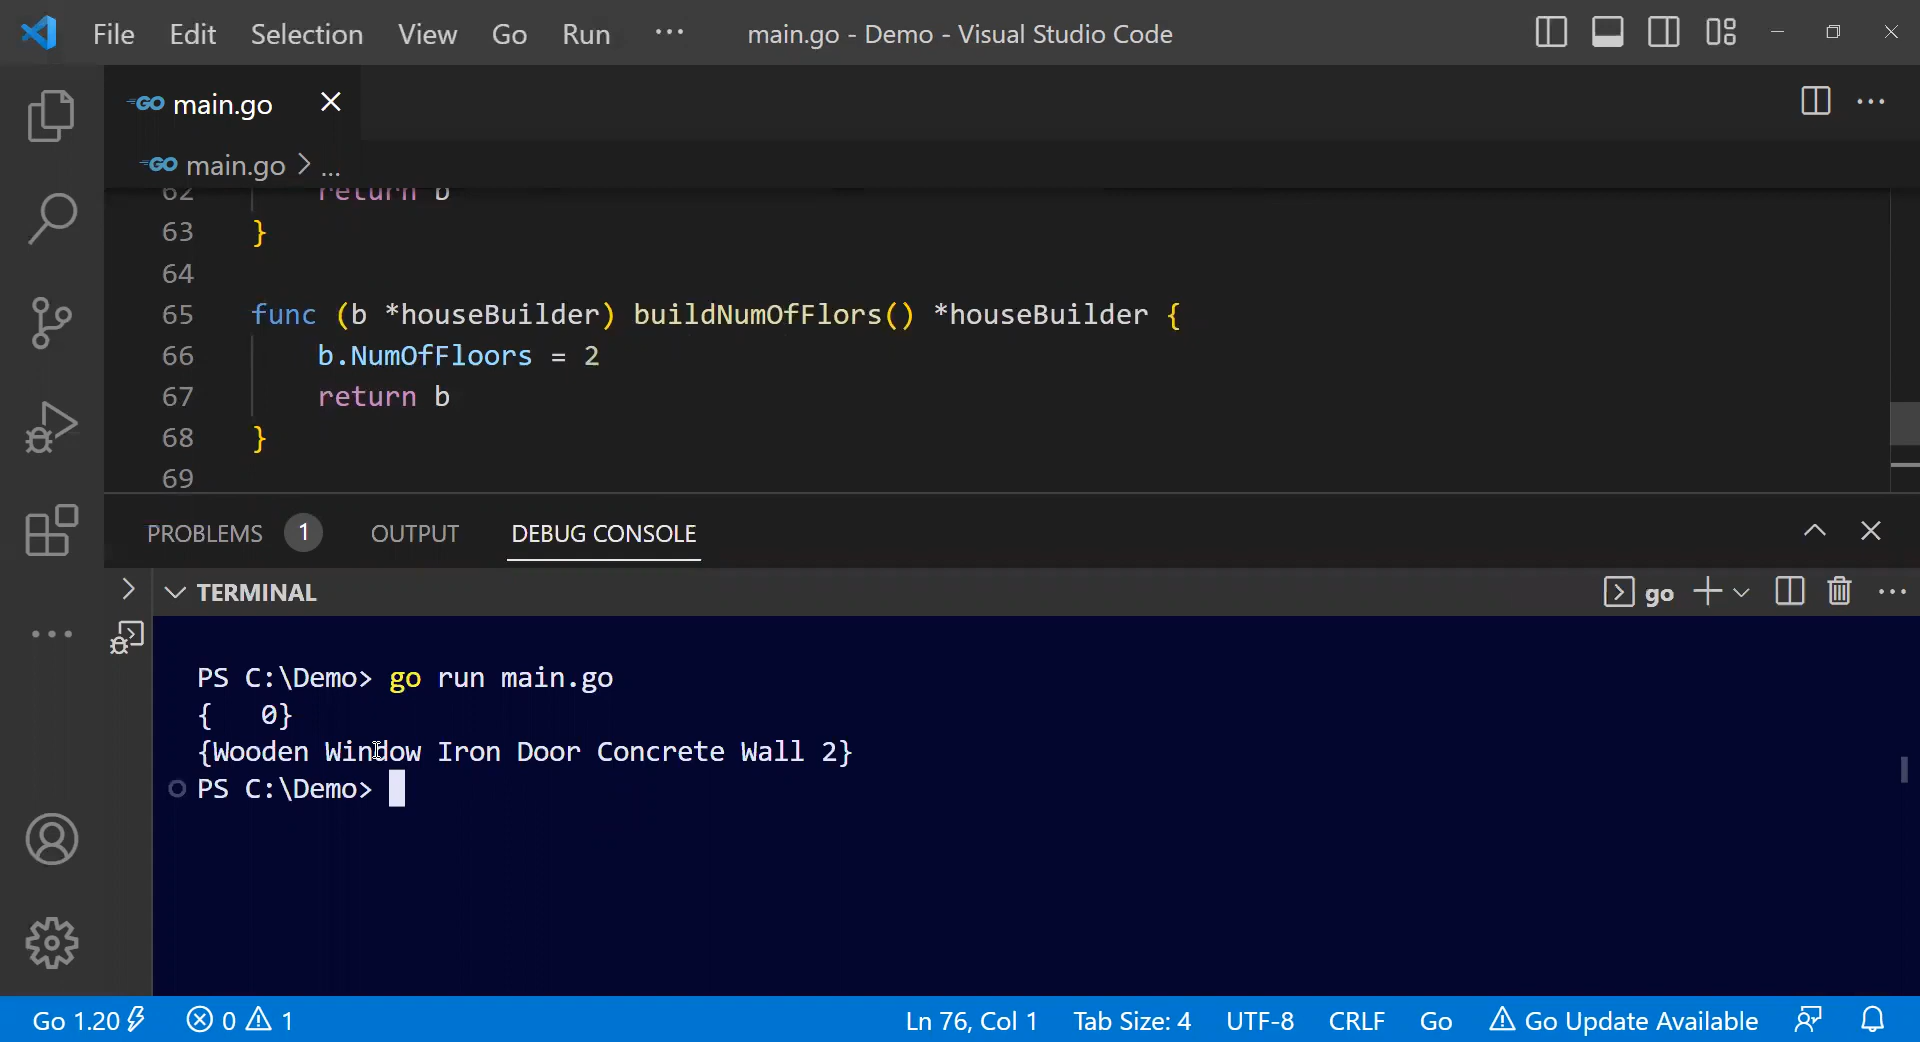 File Edit Selection View Go Run ··· main.go - Demo - Visual Studio Code
GO main.go
GO main.go > ...
62 return b
63 }
64
65 func (b *houseBuilder) buildNumOfFlors() *houseBuilder {
66 b.NumOfFloors = 2
67 return b
68 }
69
PROBLEMS 1 OUTPUT DEBUG CONSOLE
TERMINAL go
PS C:\Demo> go run main.go
{   0}
{Wooden Window Iron Door Concrete Wall 2}
PS C:\Demo>
Go 1.20 0 1 Ln 76, Col 1 Tab Size: 4 UTF-8 CRLF Go Go Update Available